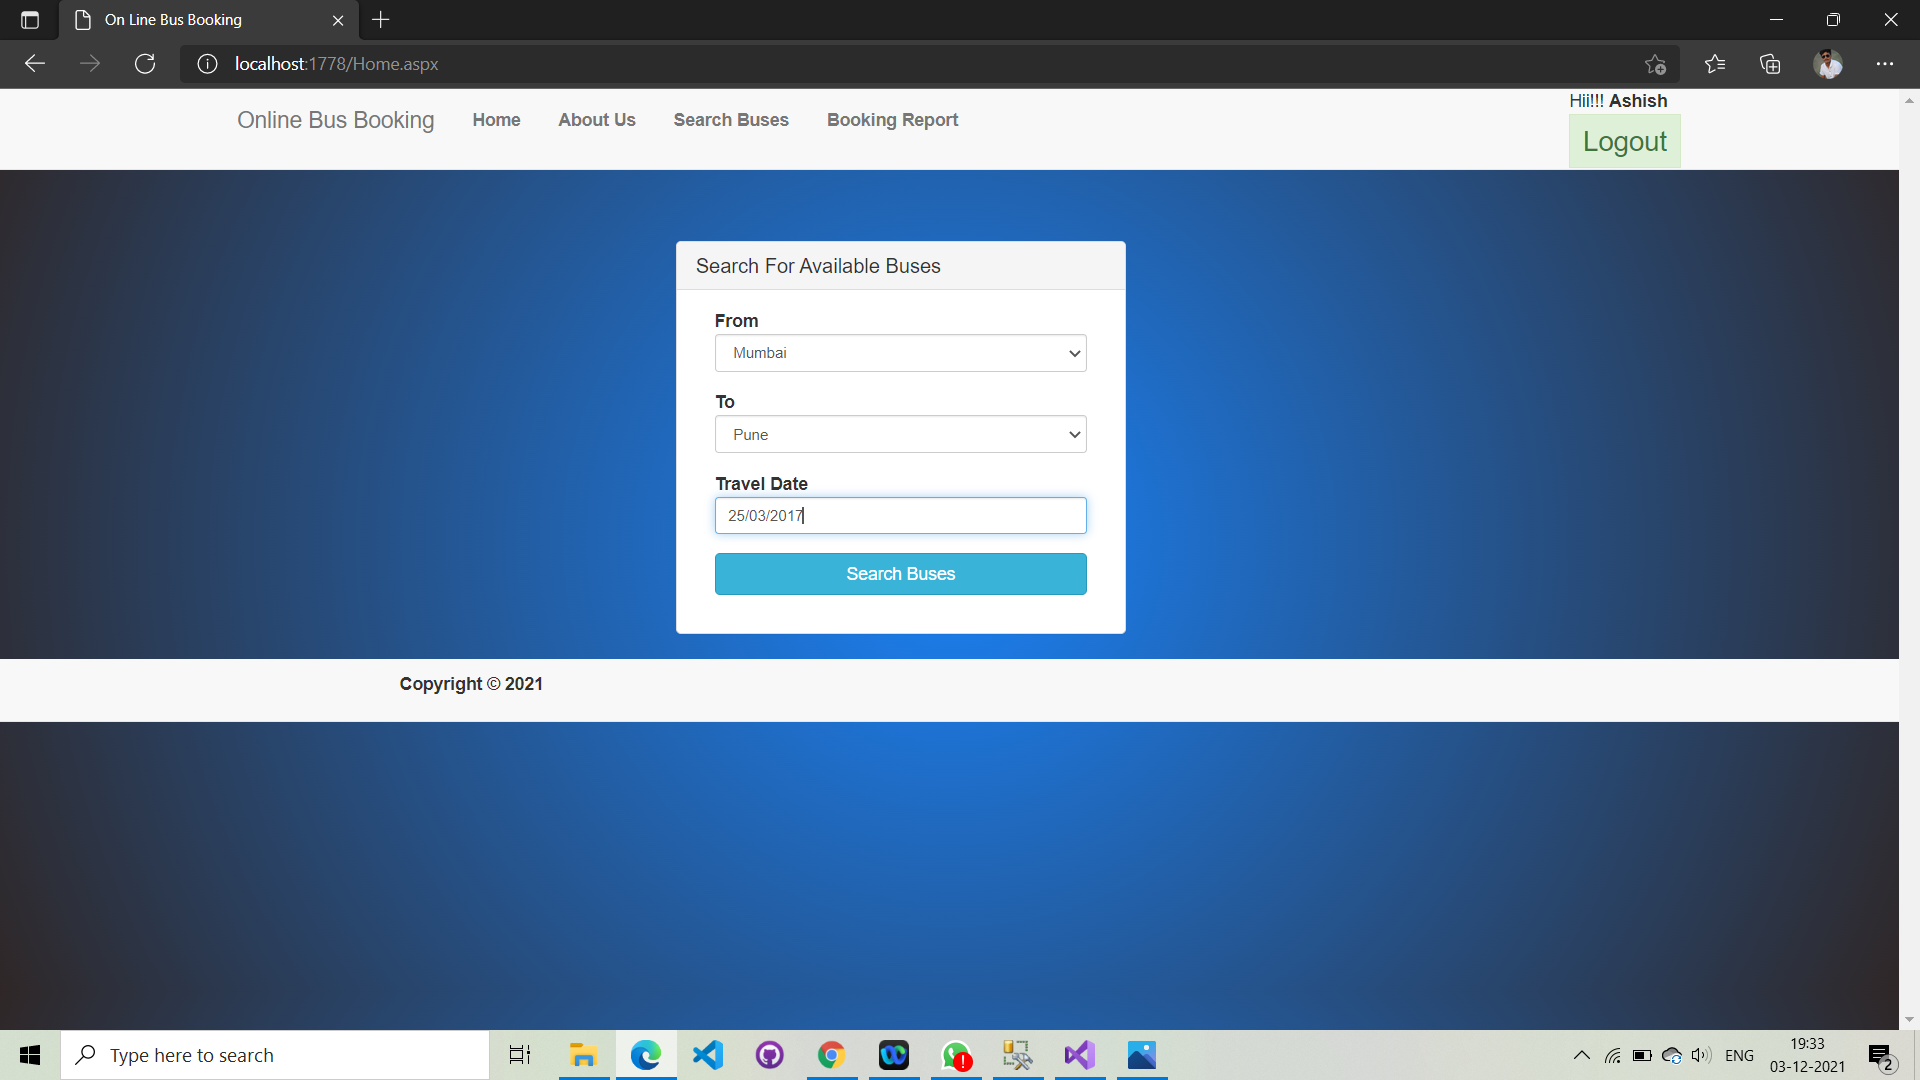 On Line Bus Booking
localhost:1778/Home.aspx
Online Bus Booking Home About Us Search Buses Booking Report
Hii!!! Ashish
Logout
Search For Available Buses
From
Mumbai
To
Pune
Travel Date
25/03/2017
Search Buses
Copyright © 2021
Type here to search
ENG
19:33
03-12-2021
2